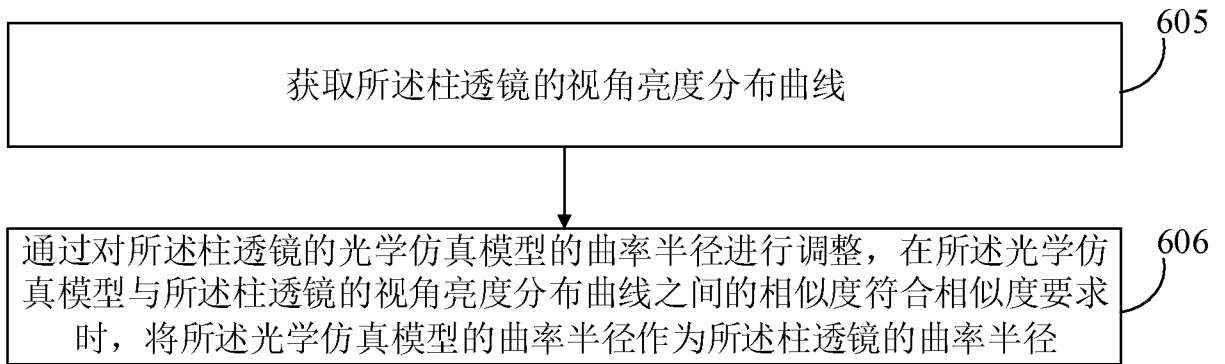 605
获取所述柱透镜的视角亮度分布曲线
606
通过对所述柱透镜的光学仿真模型的曲率半径进行调整，在所述光学仿
真模型与所述柱透镜的视角亮度分布曲线之间的相似度符合相似度要求
时，将所述光学仿真模型的曲率半径作为所述柱透镜的曲率半径